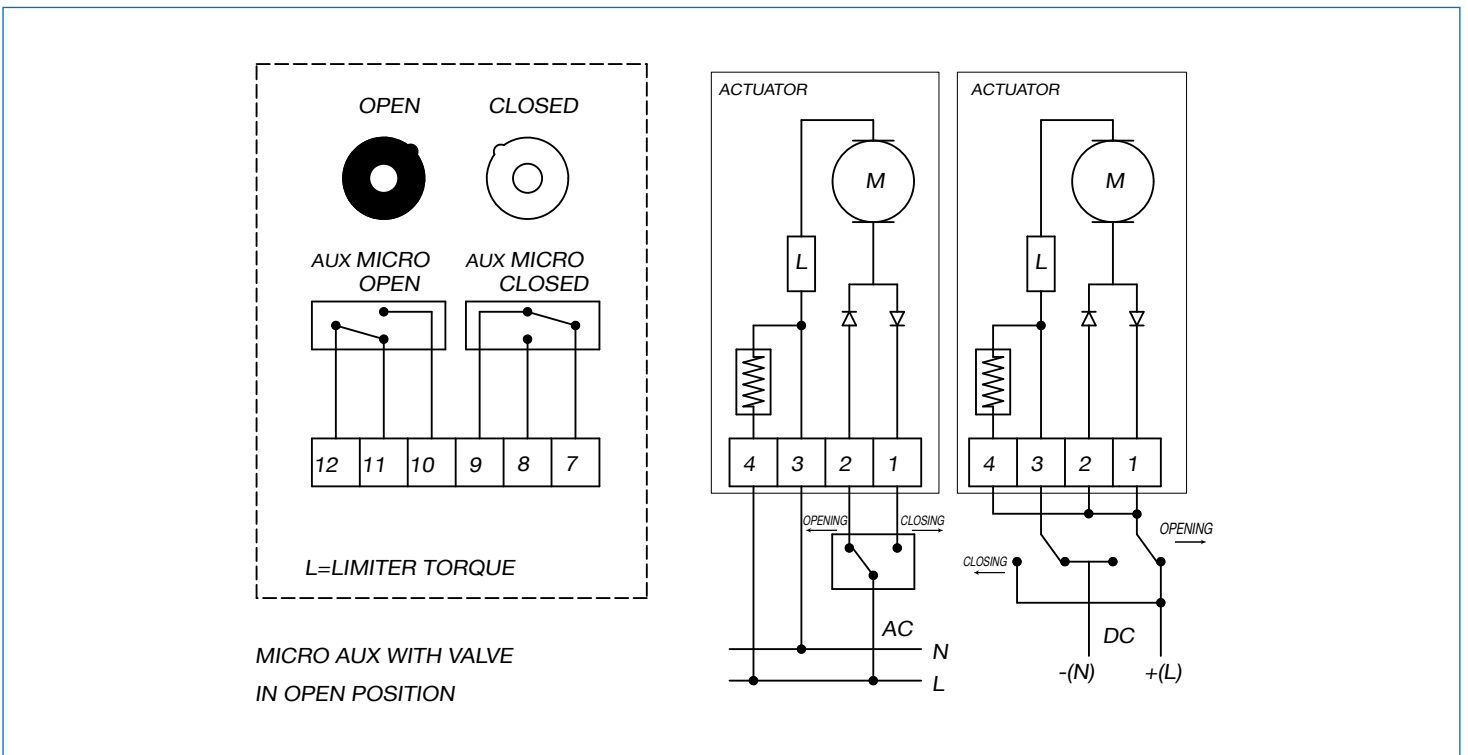 OPEN CLOSED
AUX MICRO
OPEN
AUX MICRO
CLOSED
12 11 10 9 8 7
L=LIMITER TORQUE
MICRO AUX WITH VALVE
IN OPEN POSITION
ACTUATOR
M
L
4 3 2 1
OPENING CLOSING
AC
N
L
ACTUATOR
M
L
4 3 2 1
OPENING
CLOSING
DC
-(N) +(L)